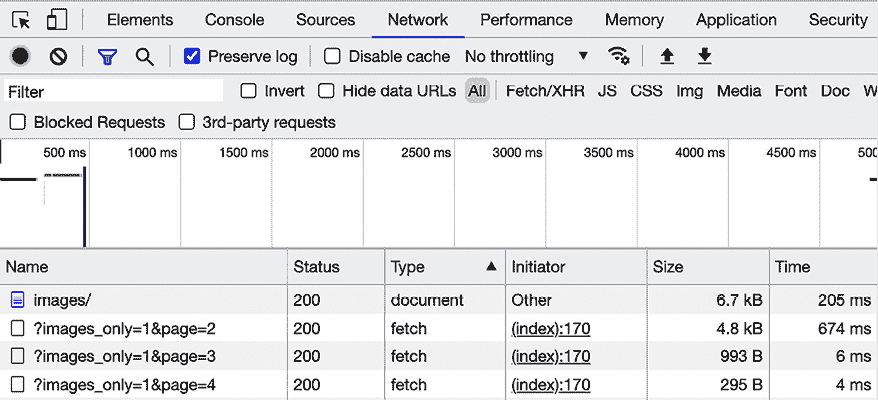 Elements Console Sources Network Performance Memory Application Security
Preserve log Disable cache No throttling
Filter Invert Hide data URLs All Fetch/XHR JS CSS Img Media Font Doc W
Blocked Requests 3rd-party requests
500 ms 1000 ms 1500 ms 2000 ms 2500 ms 3000 ms 3500 ms 4000 ms 4500 ms 500
Name Status Type Initiator Size Time
images/ 200 document Other 6.7 kB 205 ms
?images_only=1&page=2 200 fetch (index):170 4.8 kB 674 ms
?images_only=1&page=3 200 fetch (index):170 993 B 6 ms
?images_only=1&page=4 200 fetch (index):170 295 B 4 ms